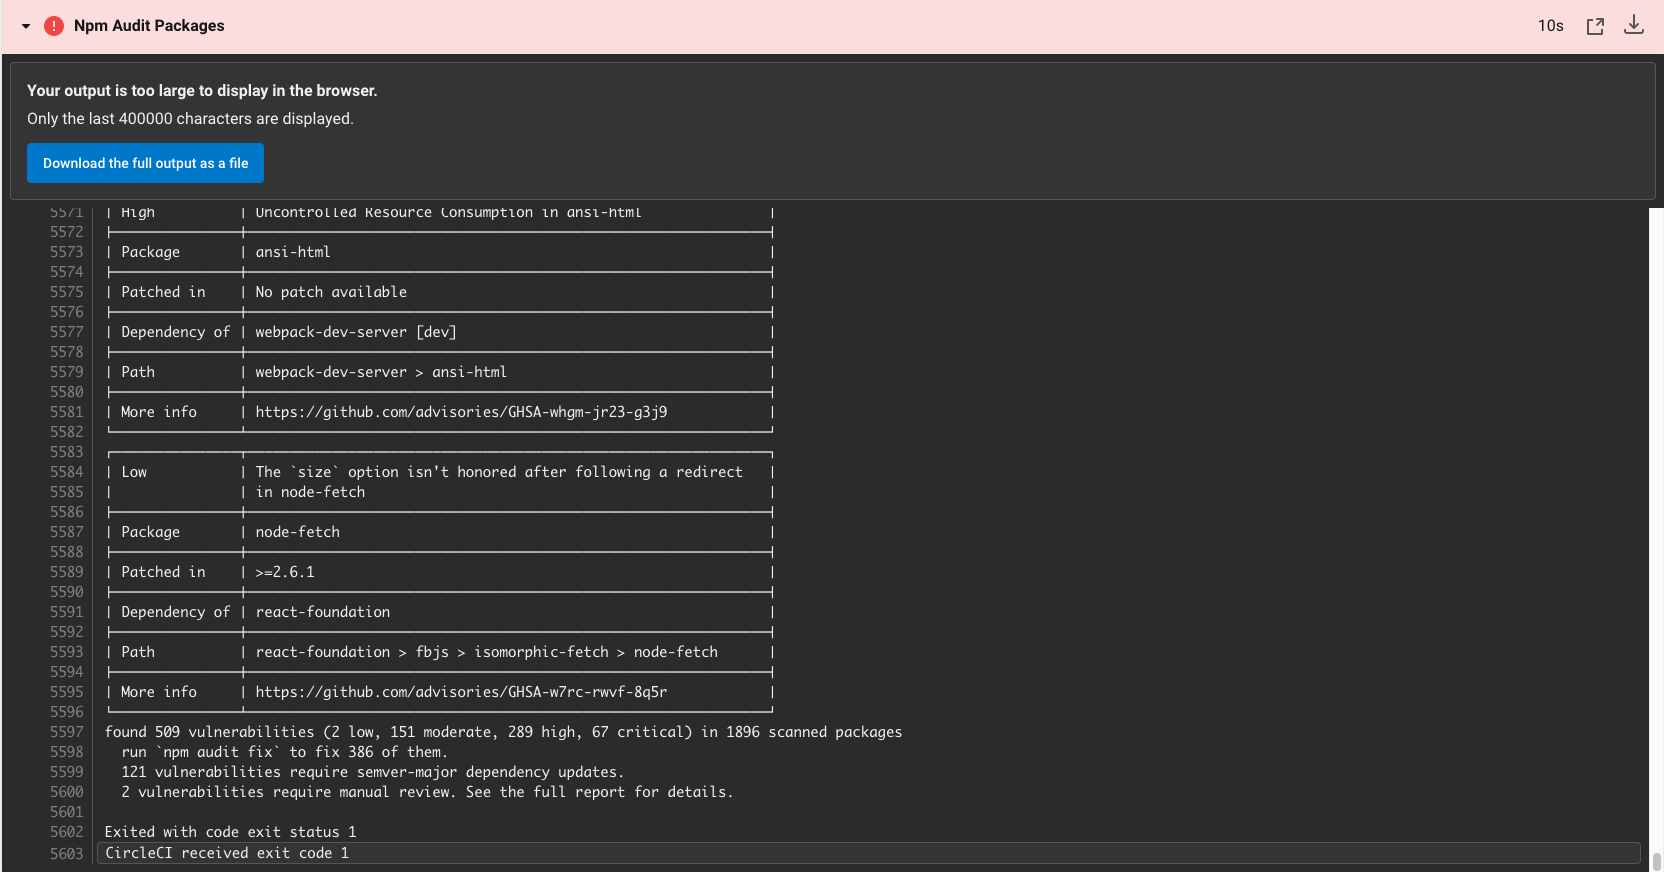 Npm Audit Packages 10s
Your output is too large to display in the browser.
Only the last 400000 characters are displayed.
Download the full output as a file
5571 | High | Uncontrolled Resource Consumption in ansi-html |
5572
5573 | Package | ansi-html |
5574
5575 | Patched in | No patch available |
5576
5577 | Dependency of | webpack-dev-server [dev] |
5578
5579 | Path | webpack-dev-server > ansi-html |
5580
5581 | More info | https://github.com/advisories/GHSA-whgm-jr23-g3j9 |
5582
5583
5584 | Low | The `size` option isn't honored after following a redirect |
5585 | | in node-fetch |
5586
5587 | Package | node-fetch |
5588
5589 | Patched in | >=2.6.1 |
5590
5591 | Dependency of | react-foundation |
5592
5593 | Path | react-foundation > fbjs > isomorphic-fetch > node-fetch |
5594
5595 | More info | https://github.com/advisories/GHSA-w7rc-rwvf-8q5r |
5596
5597 found 509 vulnerabilities (2 low, 151 moderate, 289 high, 67 critical) in 1896 scanned packages
5598 run `npm audit fix` to fix 386 of them.
5599 121 vulnerabilities require semver-major dependency updates.
5600 2 vulnerabilities require manual review. See the full report for details.
5601
5602 Exited with code exit status 1
5603 CircleCI received exit code 1